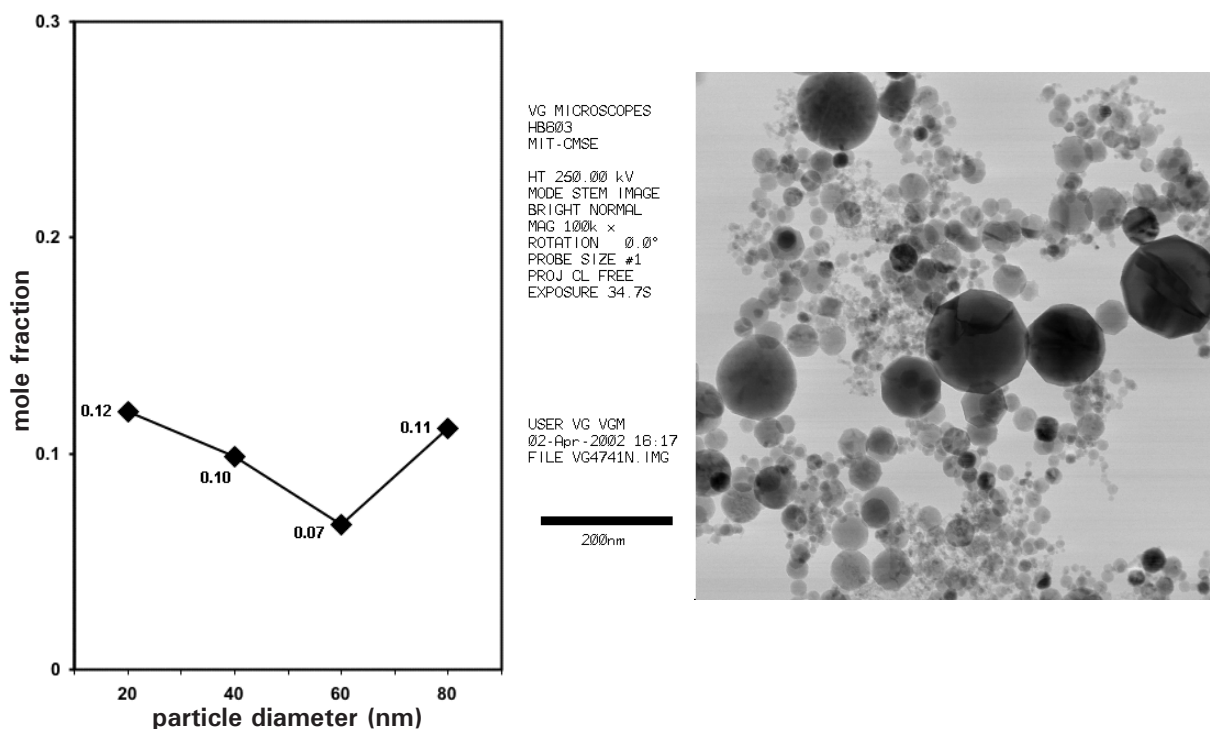 0.3
0.2
0.1
0
mole fraction
0.12
0.10
0.07
0.11
20 40 60 80
particle diameter (nm)
VG MICROSCOPES
HB603
MIT-CMSE
HT 250.00 kV
MODE STEM IMAGE
BRIGHT NORMAL
MAG 100k x
ROTATION 0.0°
PROBE SIZE #1
PROJ CL FREE
EXPOSURE 34.7S
USER VG VGM
02-Apr-2002 16:17
FILE VG4741N.IMG
200nm